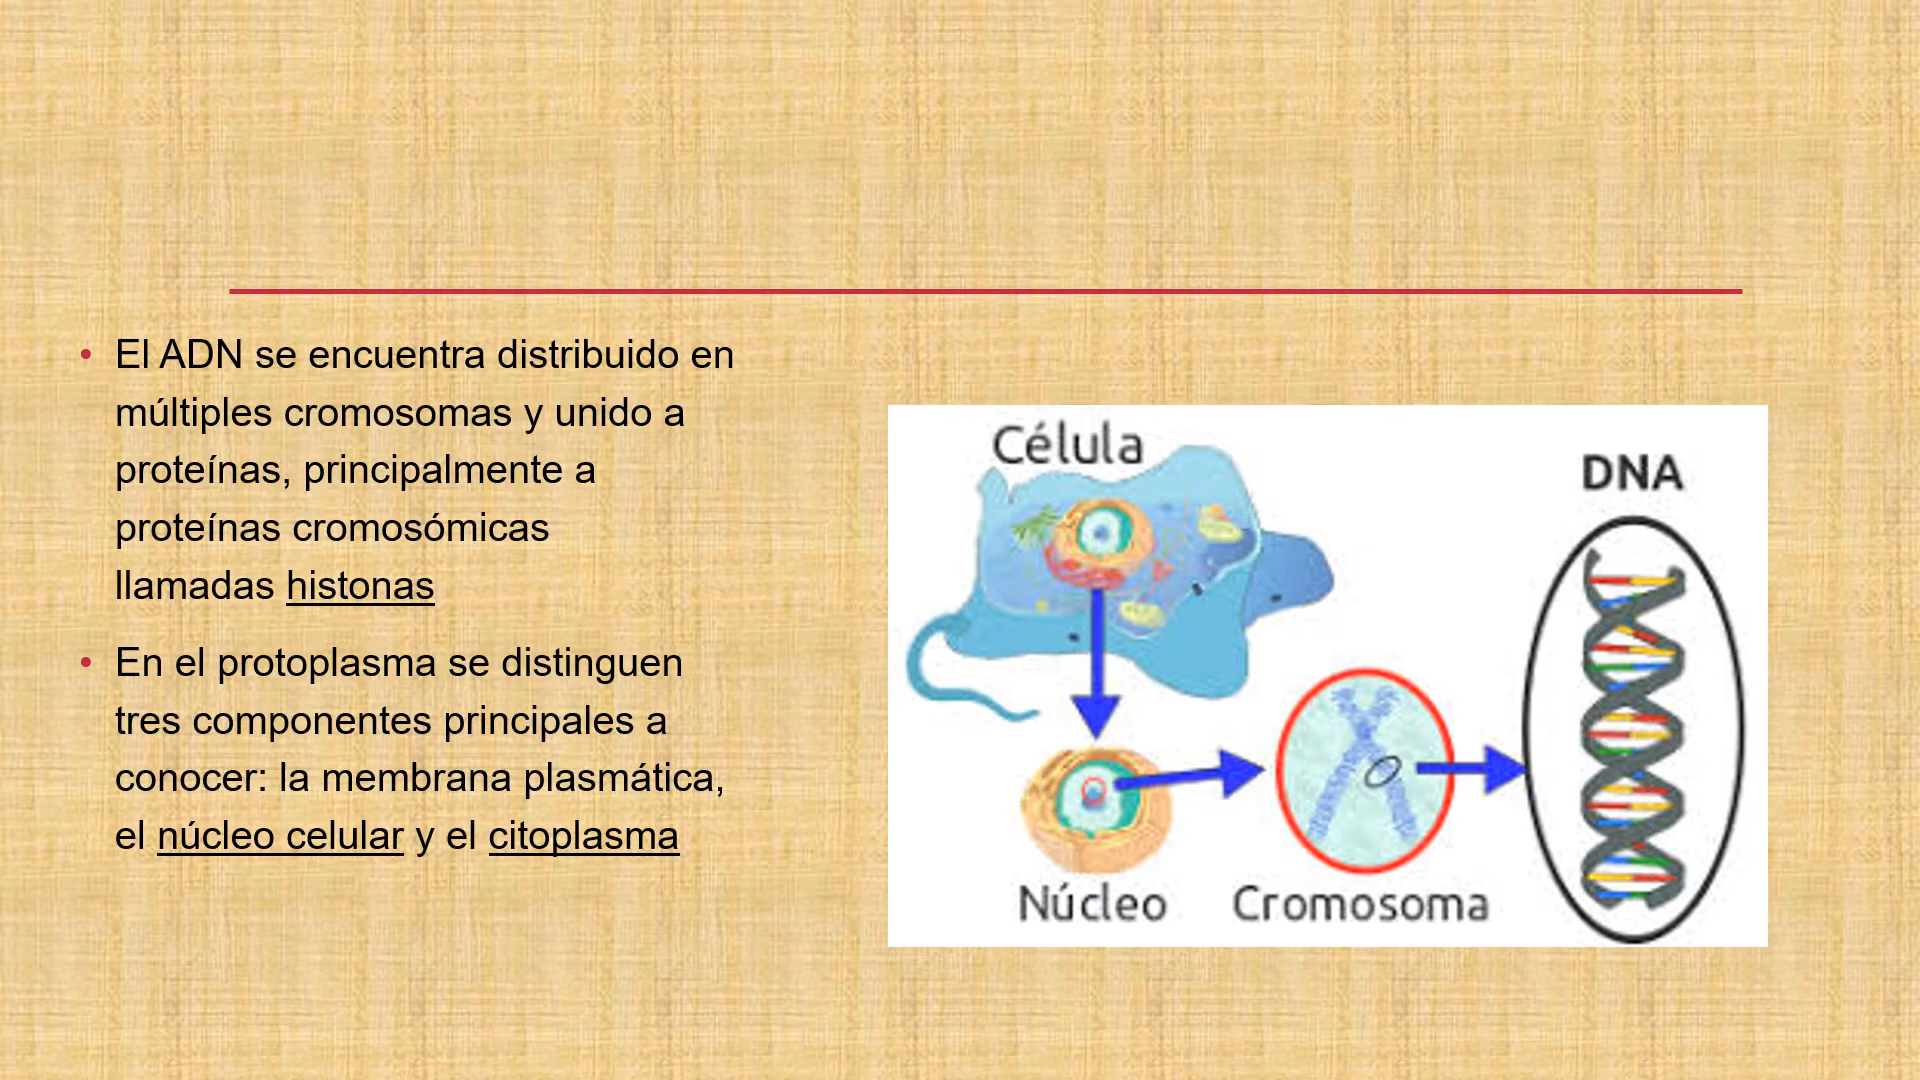 • El ADN se encuentra distribuido en
múltiples cromosomas y unido a
proteínas, principalmente a
proteínas cromosómicas
llamadas histonas
• En el protoplasma se distinguen
tres componentes principales a
conocer: la membrana plasmática,
el núcleo celular y el citoplasma
Célula
DNA
Núcleo
Cromosoma